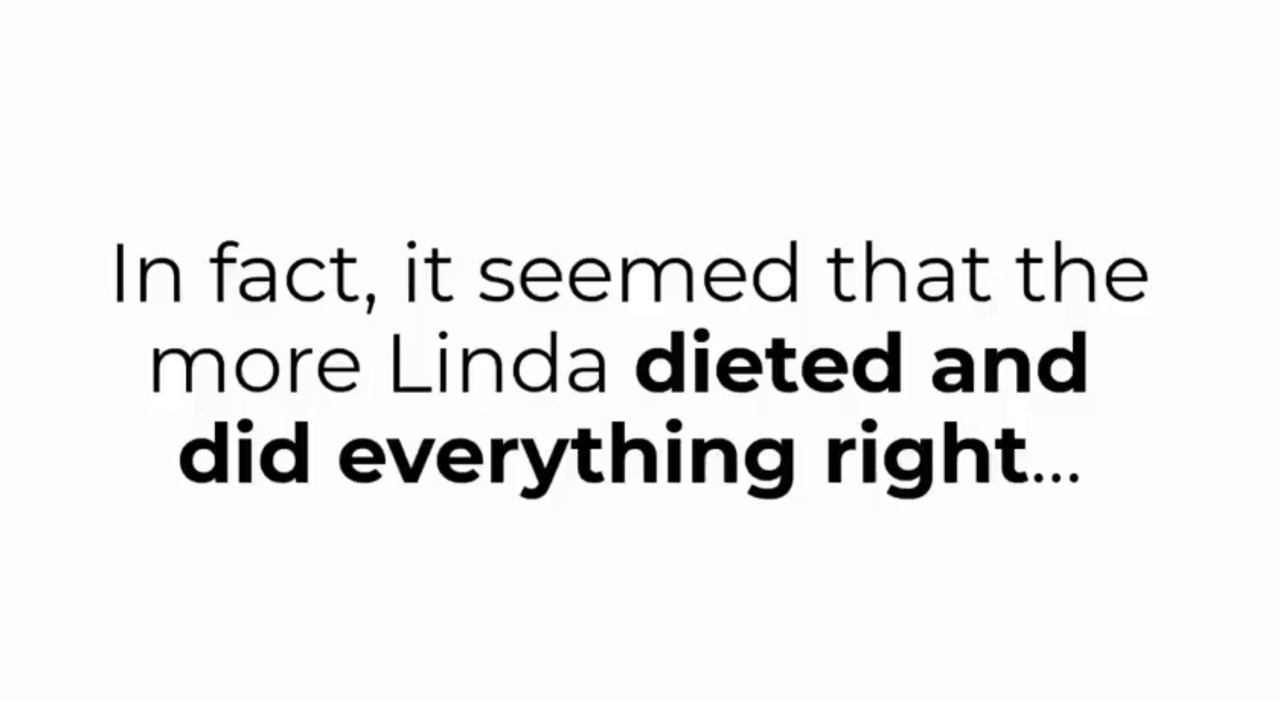 In fact, it seemed that the
more Linda dieted and
did everything right...